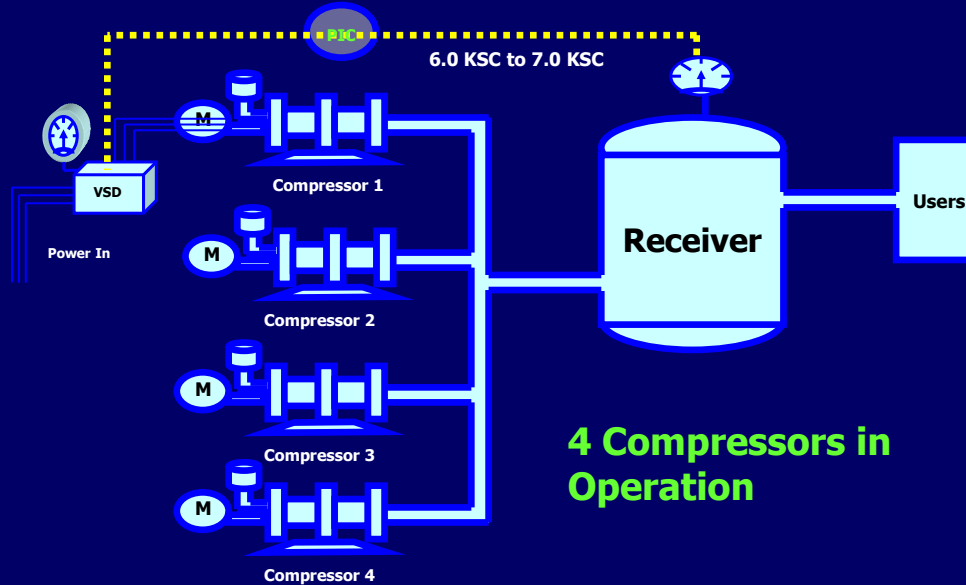 PIC
6.0 KSC to 7.0 KSC
M
Compressor 1
VSD
Power In
M
Compressor 2
Receiver
Users
M
Compressor 3
4 Compressors in
Operation
M
Compressor 4